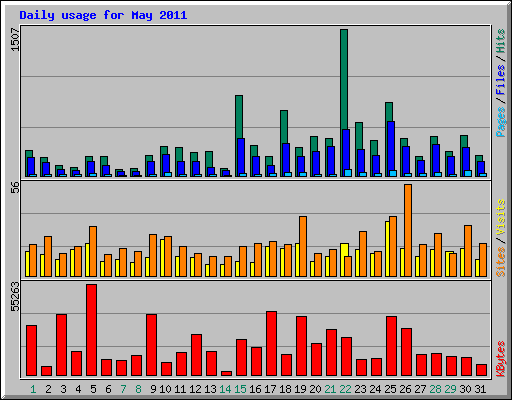 Daily usage for May 2011
1507
Pages / Files / Hits
56
Sites / Visits
55263
KBytes
1 2 3 4 5 6 7 8 9 10 11 12 13 14 15 16 17 18 19 20 21 22 23 24 25 26 27 28 29 30 31